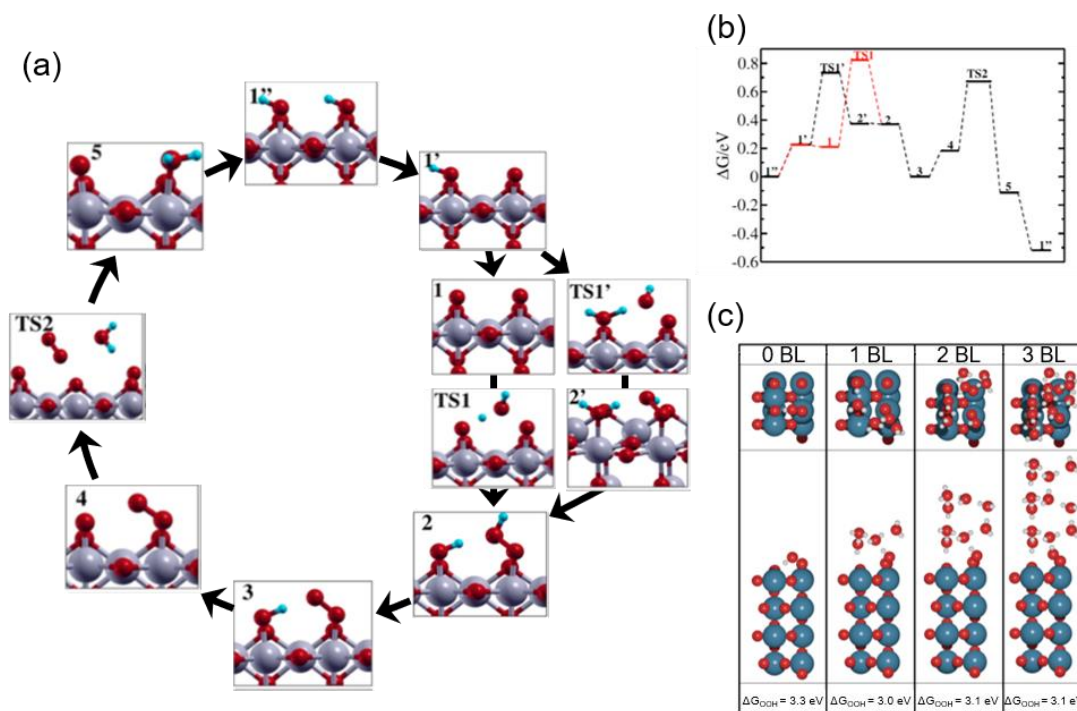 (a)
1''
5
1'
1
TS1'
TS2
TS1
2'
4
2
3
(b)
ΔG/eV
0.8
0.6
0.4
0.2
0
-0.2
-0.4
-0.6
TS1'
TS1
TS2
1''
1'
1
2'
2
3
4
5
1''
(c)
0 BL
1 BL
2 BL
3 BL
ΔG_OOH = 3.3 eV
ΔG_OOH = 3.0 eV
ΔG_OOH = 3.1 eV
ΔG_OOH = 3.1 e